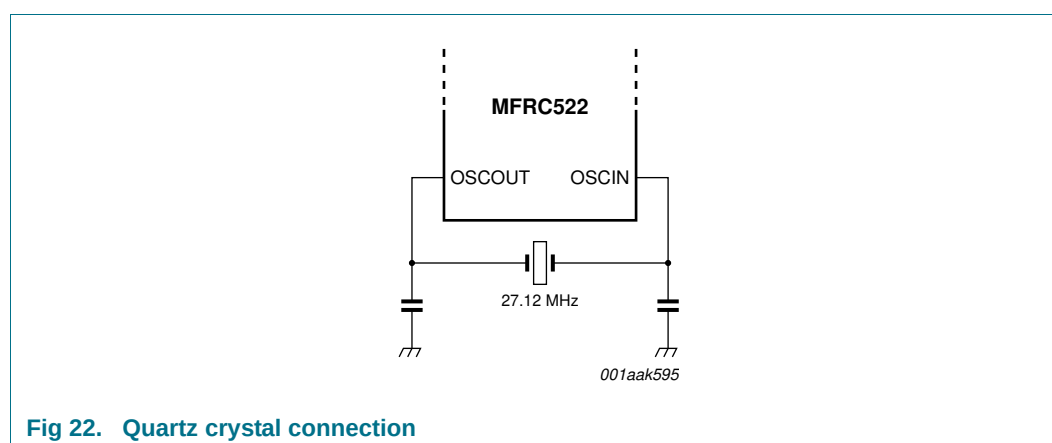 MFRC522
OSCOUT OSCIN
27.12 MHz
001aak595
Fig 22. Quartz crystal connection